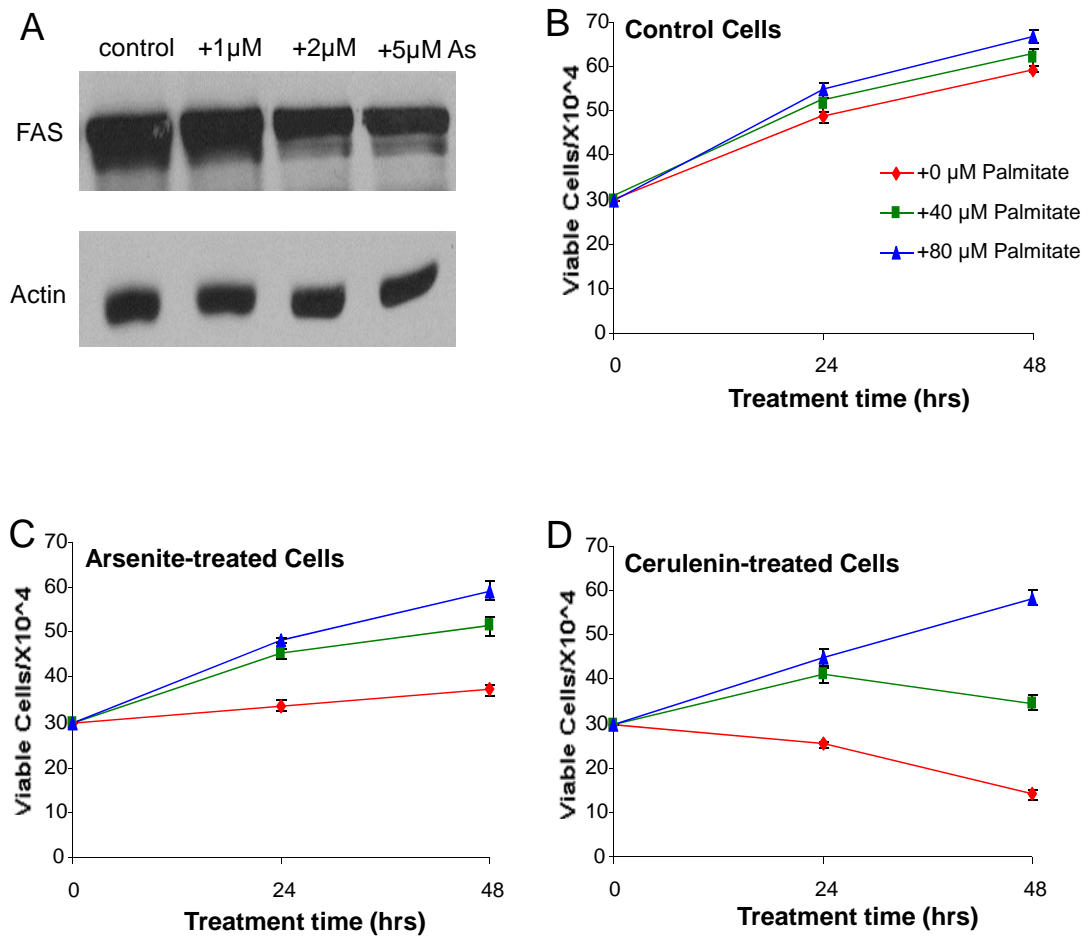 A
control +1µM +2µM +5µM As
FAS
Actin
B
Control Cells
Viable Cells/X10^4
70
60
50
40
30
20
10
0
0 24 48
Treatment time (hrs)
+0 µM Palmitate
+40 µM Palmitate
+80 µM Palmitate
C
Arsenite-treated Cells
Viable Cells/X10^4
70
60
50
40
30
20
10
0
0 24 48
Treatment time (hrs)
D
Cerulenin-treated Cells
Viable Cells/X10^4
70
60
50
40
30
20
10
0
0 24 48
Treatment time (hrs)